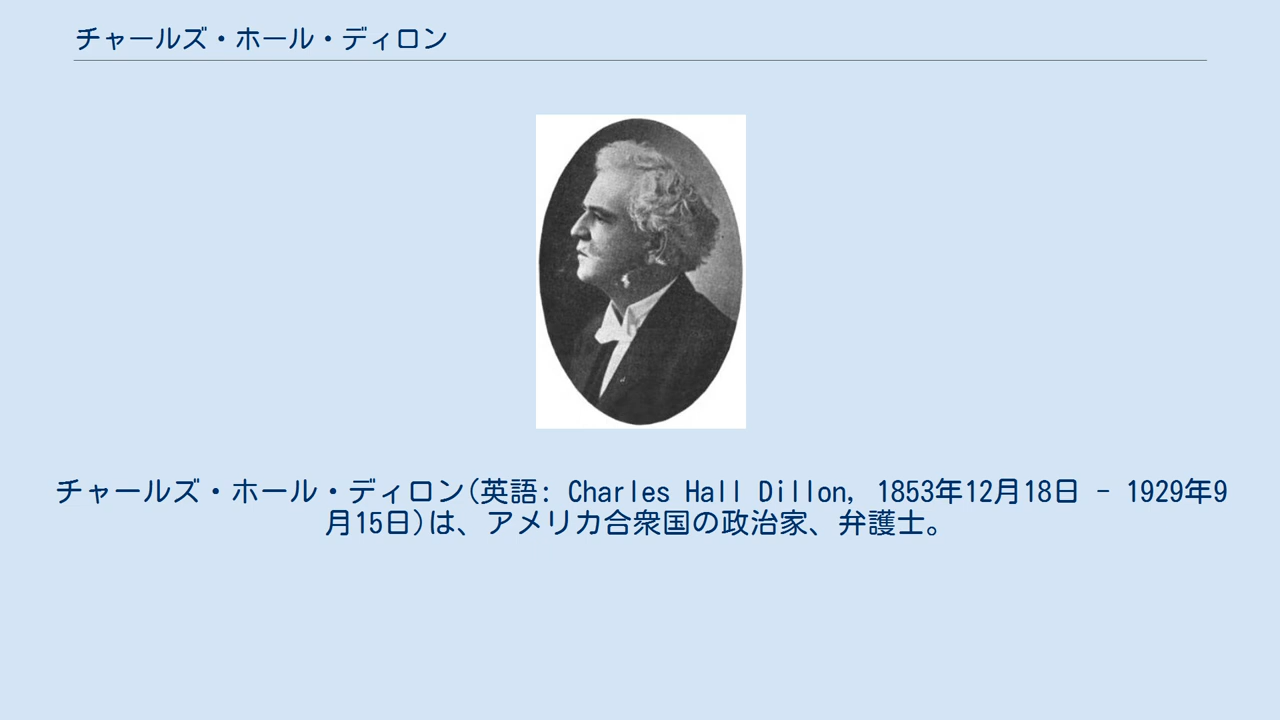 チャールズ・ホール・ディロン
チャールズ・ホール・ディロン(英語: Charles Hall Dillon, 1853年12月18日 - 1929年9
月15日)は、アメリカ合衆国の政治家、弁護士。